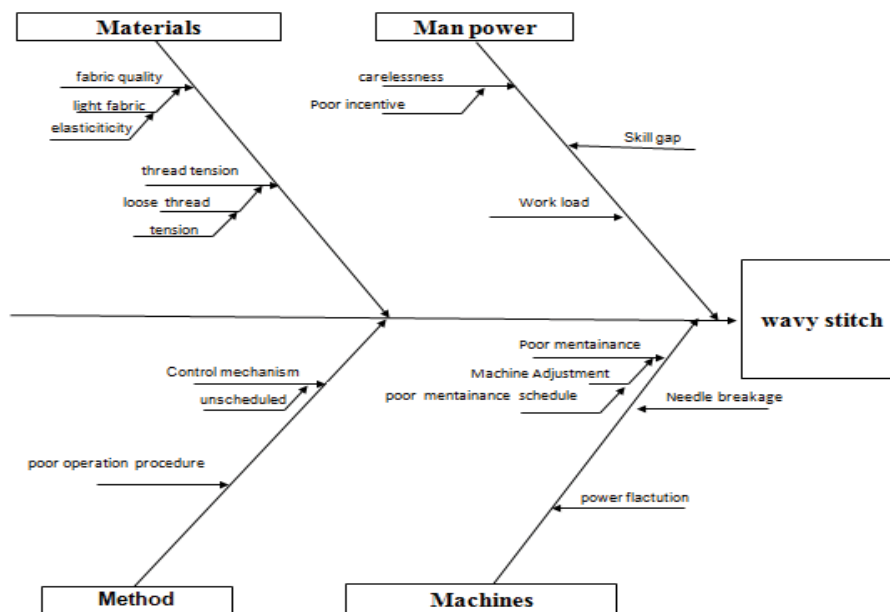 Materials
Man power
fabric quality
light fabric
elasticiticity
carelessness
Poor incentive
Skill gap
thread tension
loose thread
tension
Work load
wavy stitch
Control mechanism
unscheduled
Poor mentainance
Machine Adjustment
poor mentainance schedule
Needle breakage
poor operation procedure
power flactution
Method
Machines